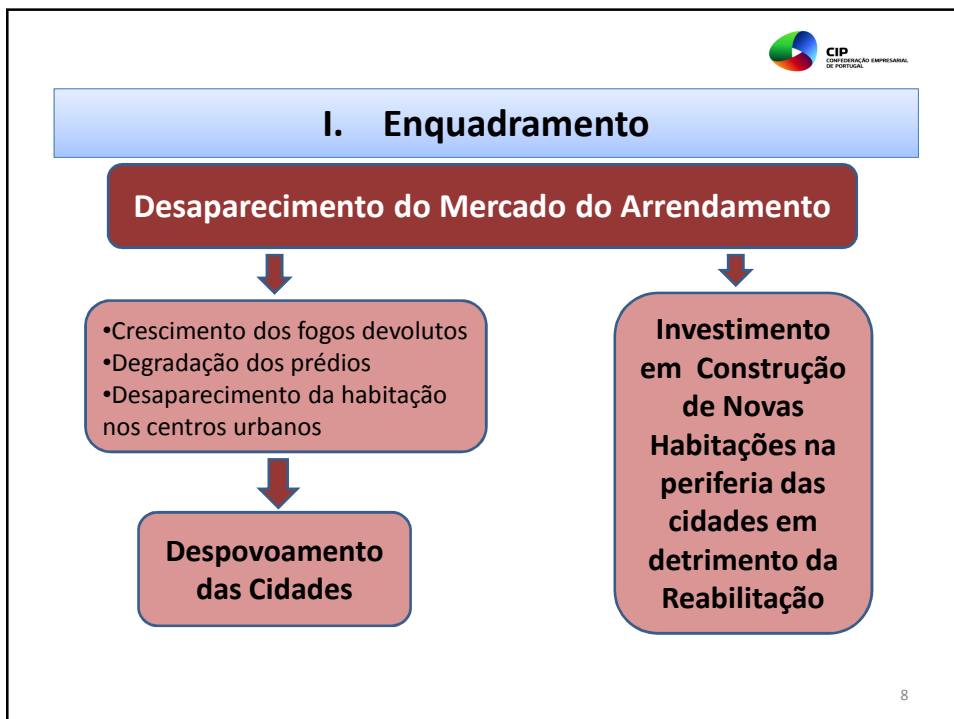 CIP
CONFEDERAÇÃO EMPRESARIAL
DE PORTUGAL
I. Enquadramento
Desaparecimento do Mercado do Arrendamento
•Crescimento dos fogos devolutos
•Degradação dos prédios
•Desaparecimento da habitação
nos centros urbanos
Despovoamento
das Cidades
Investimento
em Construção
de Novas
Habitações na
periferia das
cidades em
detrimento da
Reabilitação
8